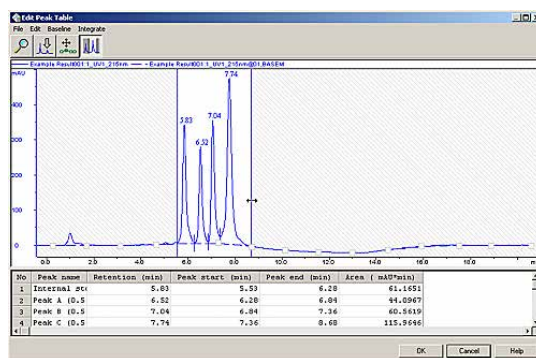 Edit Peak Table
File Edit Baseline Integrate
Example Result001:1_UV1_215nm Example Result001:1_UV1_215nm@01,BASEM
mAU
7.74
400
5.83
7.04
300
6.52
200
100
0
0.0 2.0 4.0 6.0 8.0 10.0 12.0 14.0 16.0 18.0
No Peak name Retention (min) Peak start (min) Peak end (min) Area ( mAU*min)
1 Internal st 5.83 5.53 6.28 61.1651
2 Peak A (0.5 6.52 6.28 6.84 44.0967
3 Peak B (0.5 7.04 6.84 7.36 60.5619
4 Peak C (0.5 7.74 7.36 8.68 115.9646
OK Cancel Help